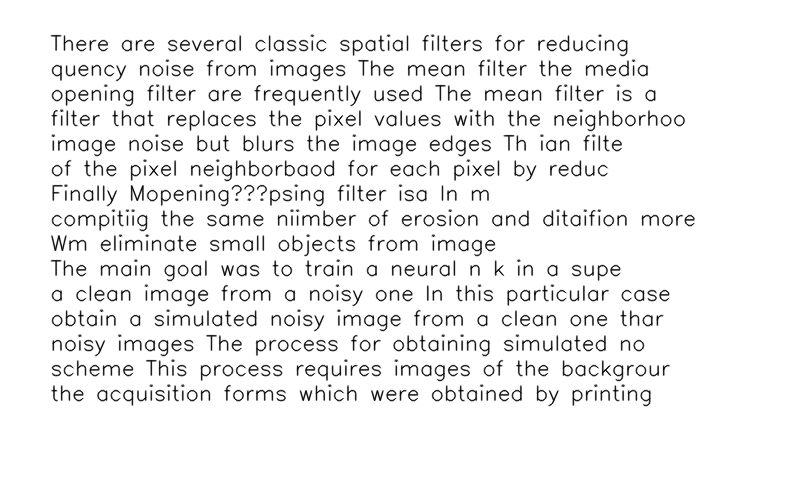 There are several classic spatial filters for reducing
quency noise from images The mean filter the media
opening filter are frequently used The mean filter is a
filter that replaces the pixel values with the neighborhoo
image noise but blurs the image edges Th ian filte
of the pixel neighborbaod for each pixel by reduc
Finally Mopening???psing filter isa In m
compitiig the same niimber of erosion and ditaifion more
Wm eliminate small objects from image
The main goal was to train a neural n k in a supe
a clean image from a noisy one In this particular case
obtain a simulated noisy image from a clean one thar
noisy images The process for obtaining simulated no
scheme This process requires images of the backgrour
the acquisition forms which were obtained by printing